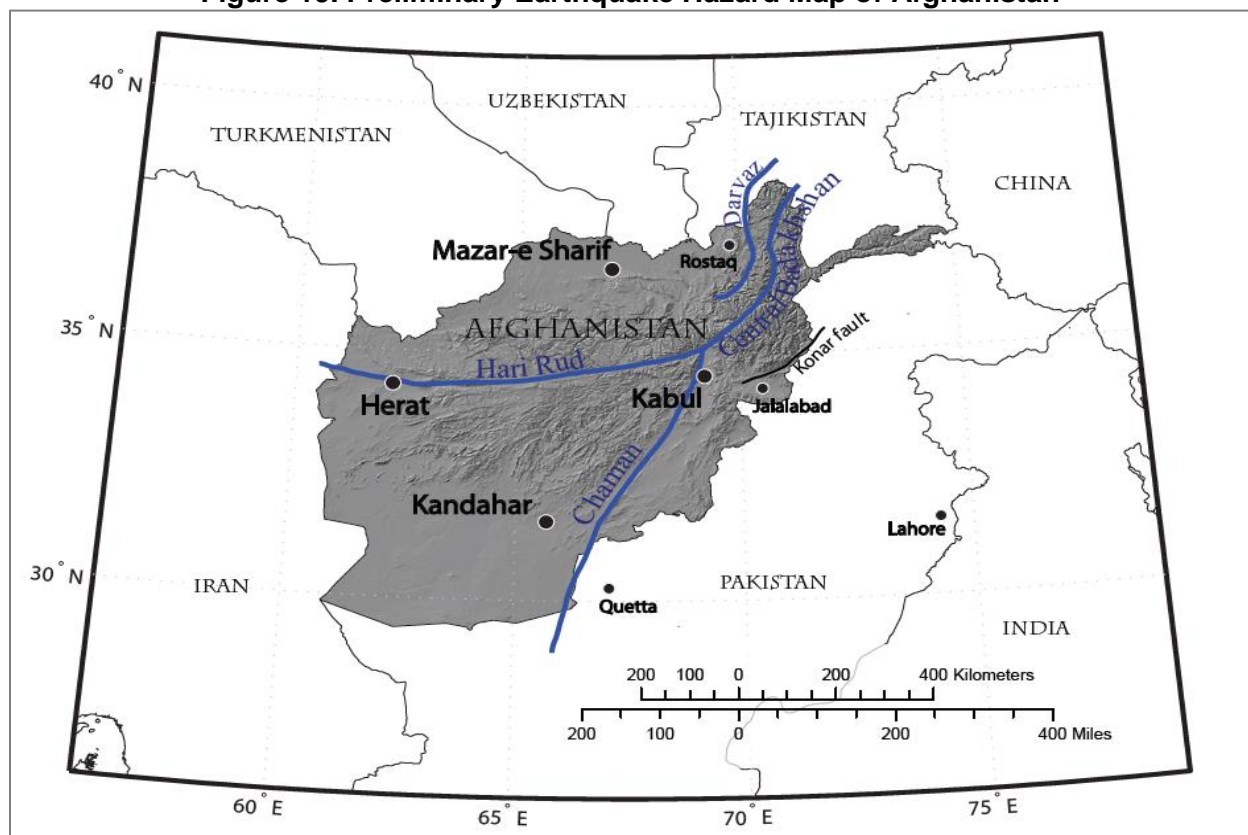 Figure 10. Preliminary Earthquake Hazard Map of Afghanistan
40° N
UZBEKISTAN
TAJIKISTAN
TURKMENISTAN
CHINA
Darvaz
Central Badakhshan
Mazar-e Sharif
Rostaq
35° N
AFGHANISTAN
Konar fault
Hari Rud
Herat
Kabul
Jalalabad
Chaman
Kandahar
Lahore
30° N
IRAN
Quetta
PAKISTAN
INDIA
200 100 0 200 400 Kilometers
200 100 0 200 400 Miles
60° E
65° E
70° E
75° E